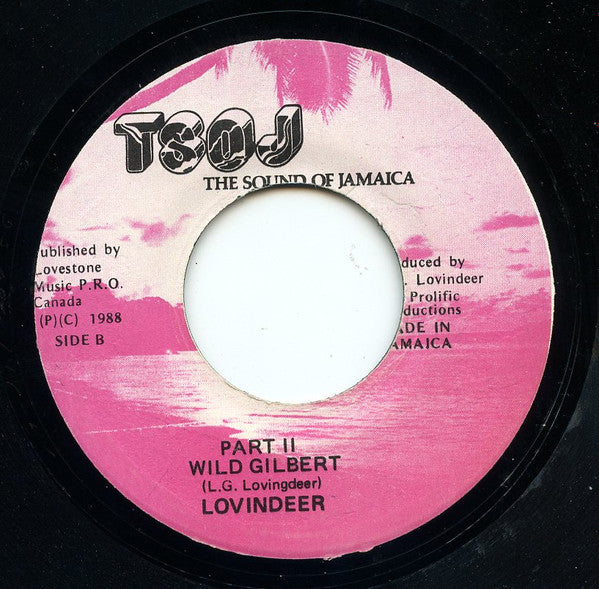 TSOJ
THE SOUND OF JAMAICA
ublished by
ovestone
Music P.R.O.
Canada
(P)(C) 1988
SIDE B
duced by
. Lovindeer
Prolific
ductions
ADE IN
AMAICA
PART II
WILD GILBERT
(L.G. Lovingdeer)
LOVINDEER